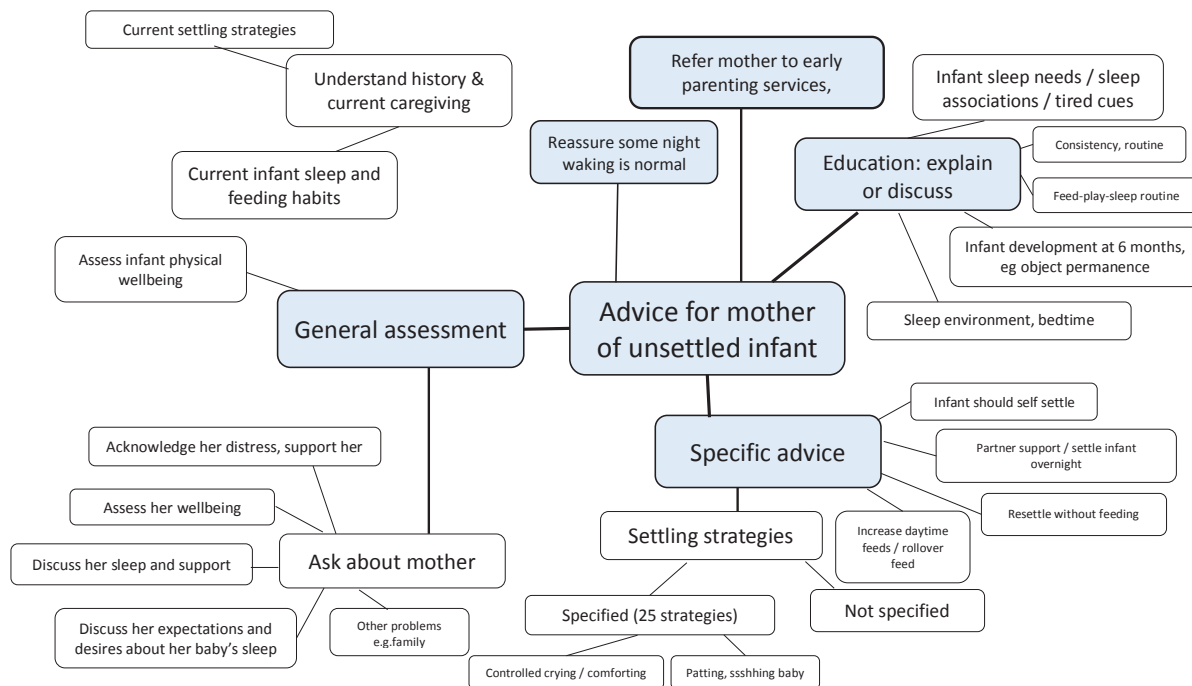 Current settling strategies
Understand history &
current caregiving
Current infant sleep and
feeding habits
Assess infant physical
wellbeing
General assessment
Reassure some night
waking is normal
Refer mother to early
parenting services,
Advice for mother
of unsettled infant
Infant sleep needs / sleep
associations / tired cues
Education: explain
or discuss
Consistency, routine
Feed-play-sleep routine
Infant development at 6 months,
eg object permanence
Sleep environment, bedtime
Acknowledge her distress, support her
Assess her wellbeing
Discuss her sleep and support
Ask about mother
Discuss her expectations and
desires about her baby's sleep
Other problems
e.g.family
Specific advice
Infant should self settle
Partner support / settle infant
overnight
Resettle without feeding
Increase daytime
feeds / rollover
feed
Settling strategies
Not specified
Specified (25 strategies)
Controlled crying / comforting
Patting, ssshhing baby